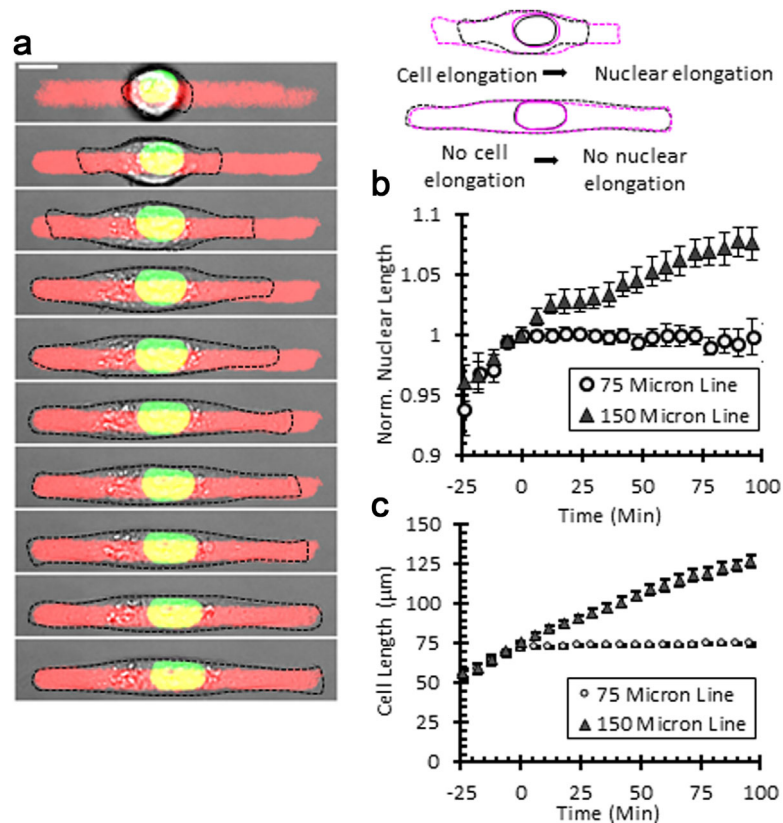 a
Cell elongation → Nuclear elongation
No cell elongation → No nuclear elongation
b
1.1
1.05
1
0.95
0.9
Norm. Nuclear Length
75 Micron Line
150 Micron Line
-25 0 25 50 75 100
Time (Min)
c
150
125
100
75
50
25
0
Cell Length (µm)
75 Micron Line
150 Micron Line
-25 0 25 50 75 100
Time (Min)